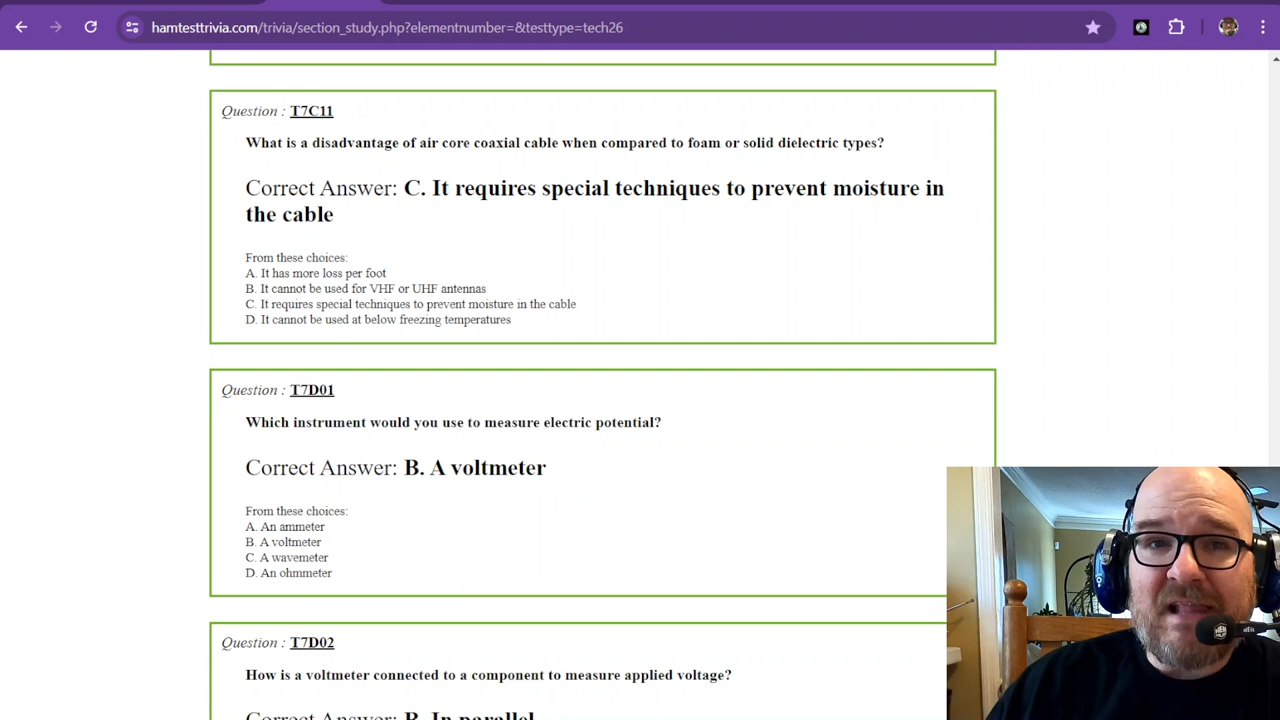 hamtesttrivia.com/trivia/section_study.php?elementnumber=&testtype=tech26
Question : T7C11
What is a disadvantage of air core coaxial cable when compared to foam or solid dielectric types?
Correct Answer: C. It requires special techniques to prevent moisture in
the cable
From these choices:
A. It has more loss per foot
B. It cannot be used for VHF or UHF antennas
C. It requires special techniques to prevent moisture in the cable
D. It cannot be used at below freezing temperatures
Question : T7D01
Which instrument would you use to measure electric potential?
Correct Answer: B. A voltmeter
From these choices:
A. An ammeter
B. A voltmeter
C. A wavemeter
D. An ohmmeter
Question : T7D02
How is a voltmeter connected to a component to measure applied voltage?
Correct Answer: B. In parallel